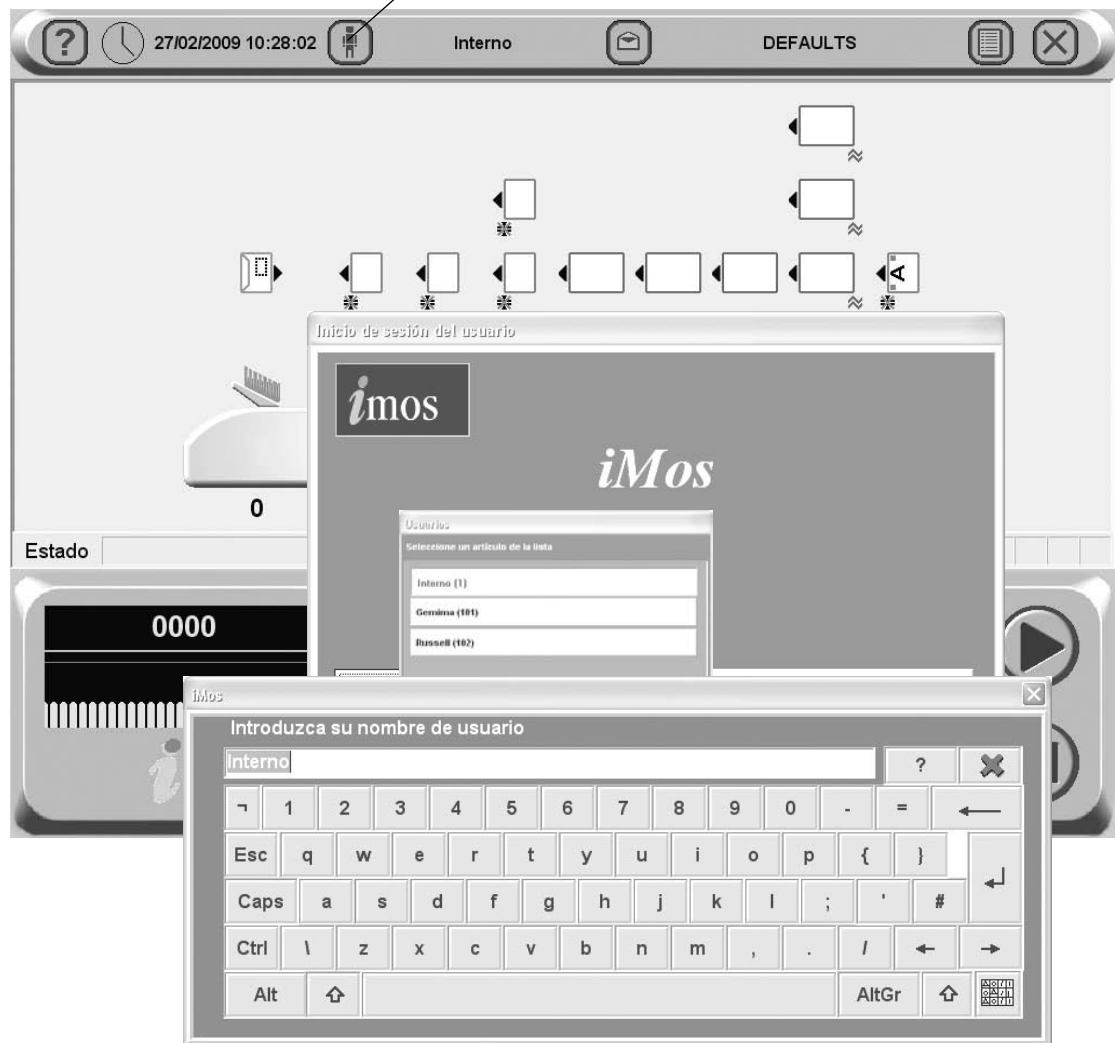 27/02/2009 10:28:02 Interno DEFAULTS
A
Inicio de sesión del usuario
imos
iMos
0
Usuarios
Seleccione un artículo de la lista
Interno (1)
Gemima (101)
Russell (102)
Estado
0000
iMos
Introduzca su nombre de usuario
Interno ?
¬ 1 2 3 4 5 6 7 8 9 0 - =
Esc q w e r t y u i o p { }
Caps a s d f g h j k l ; ' #
Ctrl \ z x c v b n m , . /
Alt AltGr